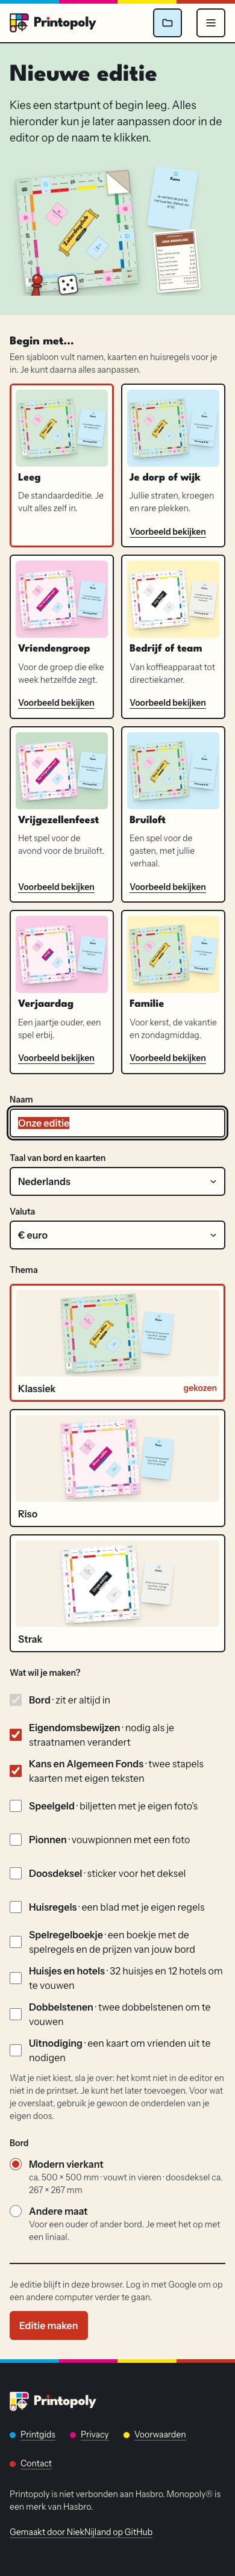 Printopoly
Nieuwe editie
Kies een startpunt of begin leeg. Alles
hieronder kun je later aanpassen door in de
editor op de naam te klikken.
Kans
Begin met...
Een sjabloon vult namen, kaarten en huisregels voor je
in. Je kunt daarna alles aanpassen.
Leeg
De standaardeditie. Je
vult alles zelf in.
Je dorp of wijk
Jullie straten, kroegen
en rare plekken.
Voorbeeld bekijken
Vriendengroep
Voor de groep die elke
week hetzelfde zegt.
Voorbeeld bekijken
Bedrijf of team
Van koffieapparaat tot
directiekamer.
Voorbeeld bekijken
Vrijgezellenfeest
Het spel voor de
avond voor de bruiloft.
Voorbeeld bekijken
Bruiloft
Een spel voor de
gasten, met jullie
verhaal.
Voorbeeld bekijken
Verjaardag
Een jaartje ouder, een
spel erbij.
Voorbeeld bekijken
Familie
Voor kerst, de vakantie
en zondagmiddag.
Voorbeeld bekijken
Naam
Onze editie
Taal van bord en kaarten
Nederlands
Valuta
€ euro
Thema
Klassiek
gekozen
Riso
Strak
Wat wil je maken?
Bord · zit er altijd in
Eigendomsbewijzen · nodig als je
straatnamen verandert
Kans en Algemeen Fonds · twee stapels
kaarten met eigen teksten
Speelgeld · biljetten met je eigen foto's
Pionnen · vouwpionnen met een foto
Doosdeksel · sticker voor het deksel
Huisregels · een blad met je eigen regels
Spelregelboekje · een boekje met de
spelregels en de prijzen van jouw bord
Huisjes en hotels · 32 huisjes en 12 hotels om
te vouwen
Dobbelstenen · twee dobbelstenen om te
vouwen
Uitnodiging · een kaart om vrienden uit te
nodigen
Wat je niet kiest, sla je over: het komt niet in de editor en
niet in de printset. Je kunt het later toevoegen. Voor wat
je overslaat, gebruik je gewoon de onderdelen van je
eigen doos.
Bord
Modern vierkant
ca. 500 × 500 mm · vouwt in vieren · doosdeksel ca.
267 × 267 mm
Andere maat
Voor een ouder of ander bord. Je meet het op met
een liniaal.
Je editie blijft in deze browser. Log in met Google om op
een andere computer verder te gaan.
Editie maken
Printopoly
Printgids
Privacy
Voorwaarden
Contact
Printopoly is niet verbonden aan Hasbro. Monopoly® is
een merk van Hasbro.
Gemaakt door NiekNijland op GitHub